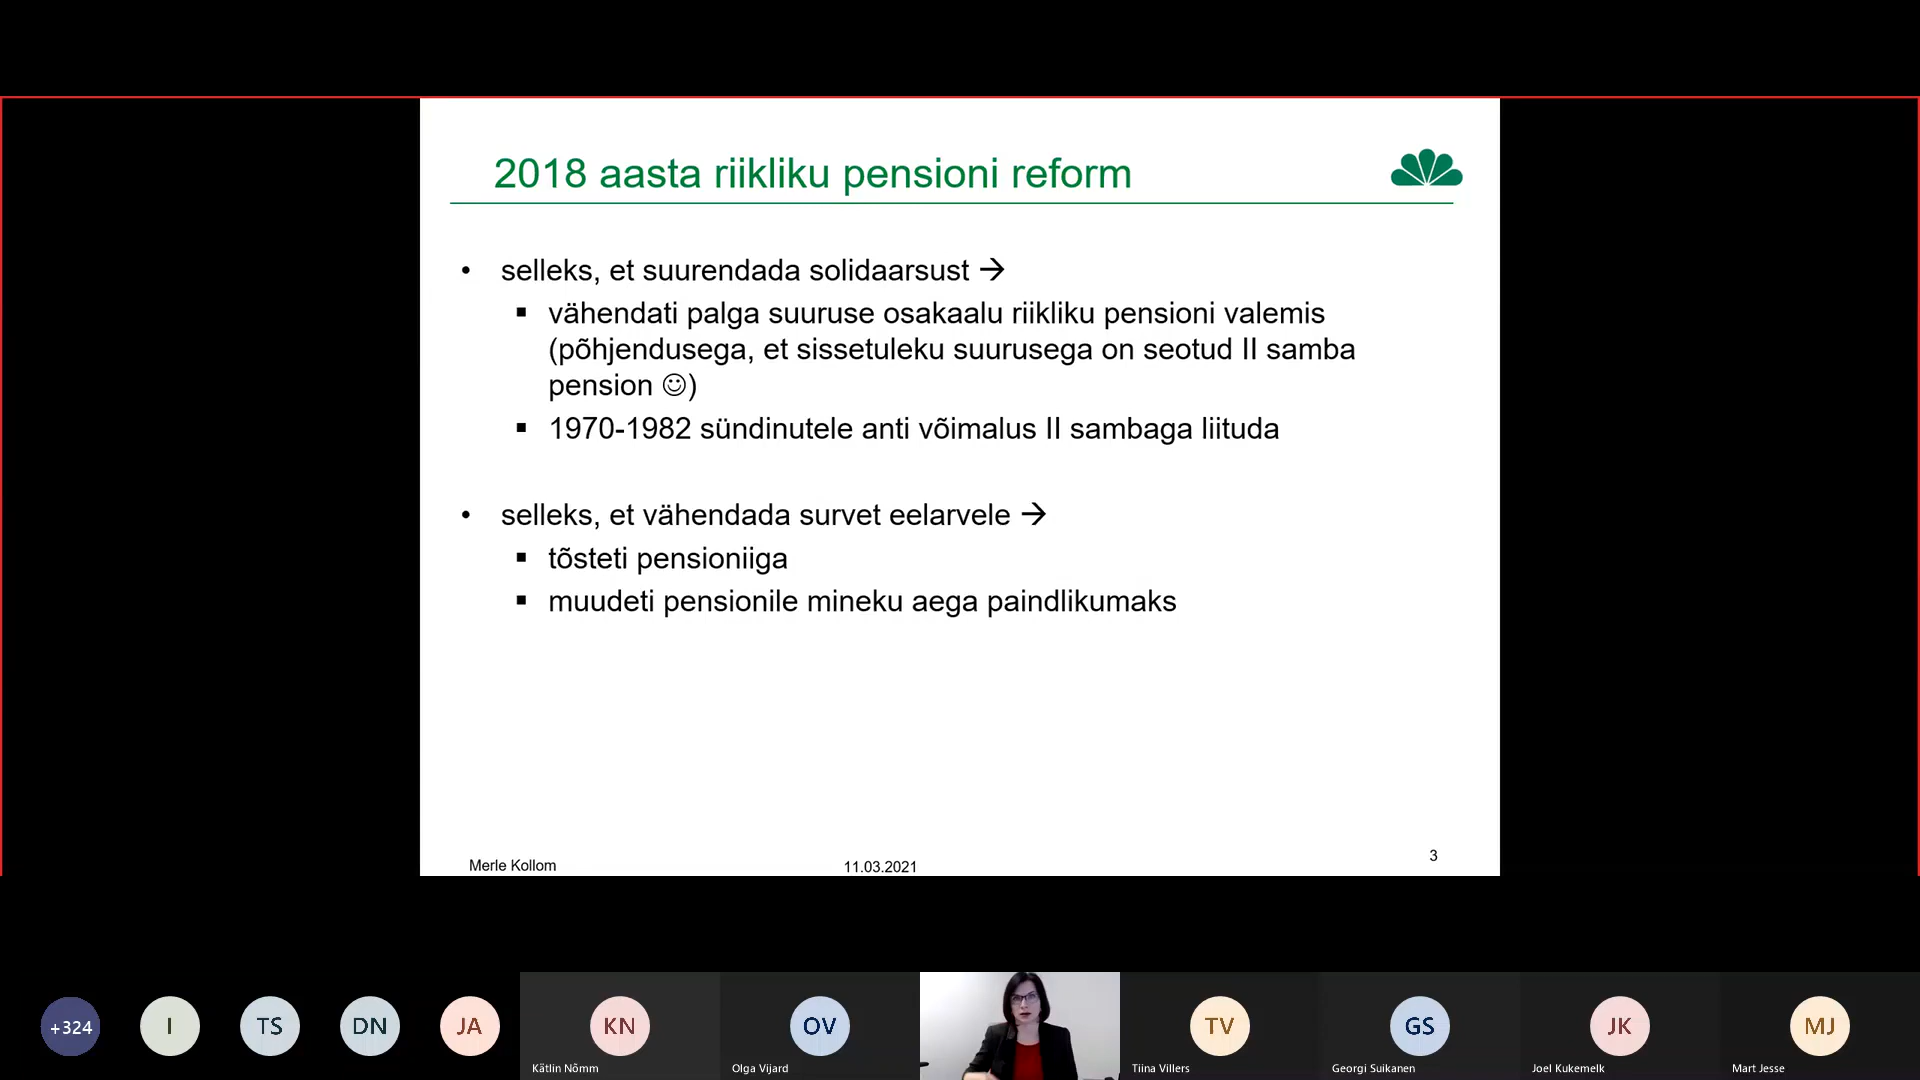 2018 aasta riikliku pensioni reform
• selleks, et suurendada solidaarsust →
▪ vähendati palga suuruse osakaalu riikliku pensioni valemis
(põhjendusega, et sissetuleku suurusega on seotud II samba
pension ☺)
▪ 1970-1982 sündinutele anti võimalus II sambaga liituda
• selleks, et vähendada survet eelarvele →
▪ tõsteti pensioniiga
▪ muudeti pensionile mineku aega paindlikumaks
Merle Kollom
11.03.2021
3
+324
I
TS
DN
JA
KN
OV
TV
GS
JK
MJ
Kätlin Nõmm
Olga Vijard
Tiina Villers
Georgi Suikanen
Joel Kukemelk
Mart Jesse